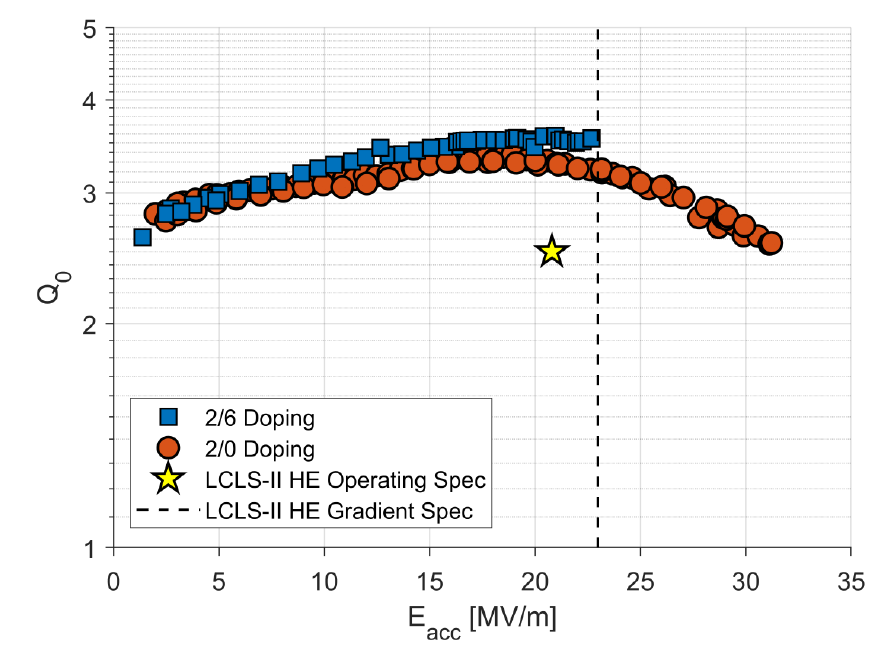 5
4
3
2
1
Q0
2/6 Doping
2/0 Doping
LCLS-II HE Operating Spec
LCLS-II HE Gradient Spec
0 5 10 15 20 25 30 35
Eacc [MV/m]